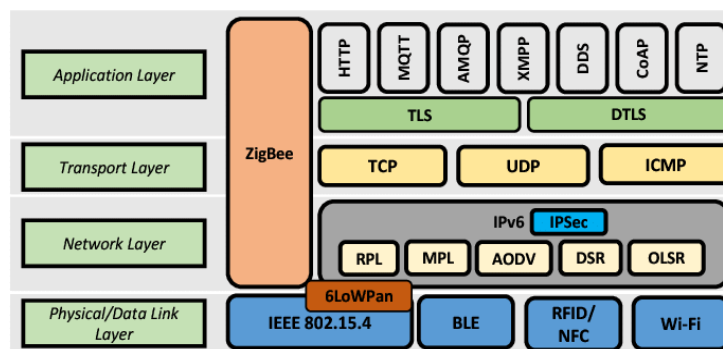 Application Layer
HTTP
MQTT
AMQP
XMPP
DDS
CoAP
NTP
TLS
DTLS
ZigBee
Transport Layer
TCP
UDP
ICMP
Network Layer
IPv6
IPSec
RPL
MPL
AODV
DSR
OLSR
6LoWPan
Physical/Data Link
Layer
IEEE 802.15.4
BLE
RFID/
NFC
Wi-Fi